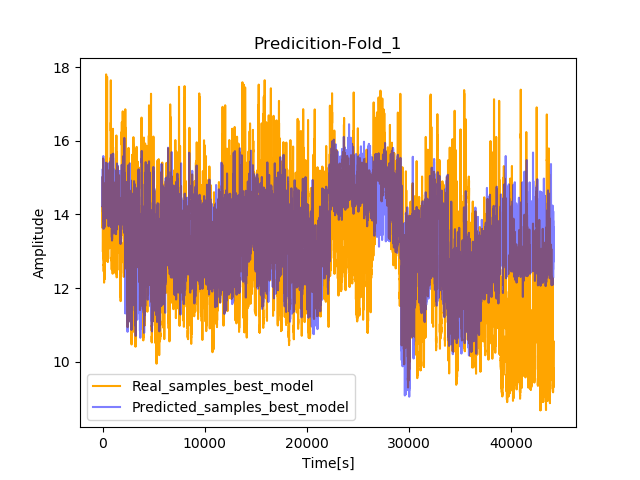 Predicition-Fold_1
18
16
14
12
10
Amplitude
Real_samples_best_model
Predicted_samples_best_model
0
10000
20000
30000
40000
Time[s]